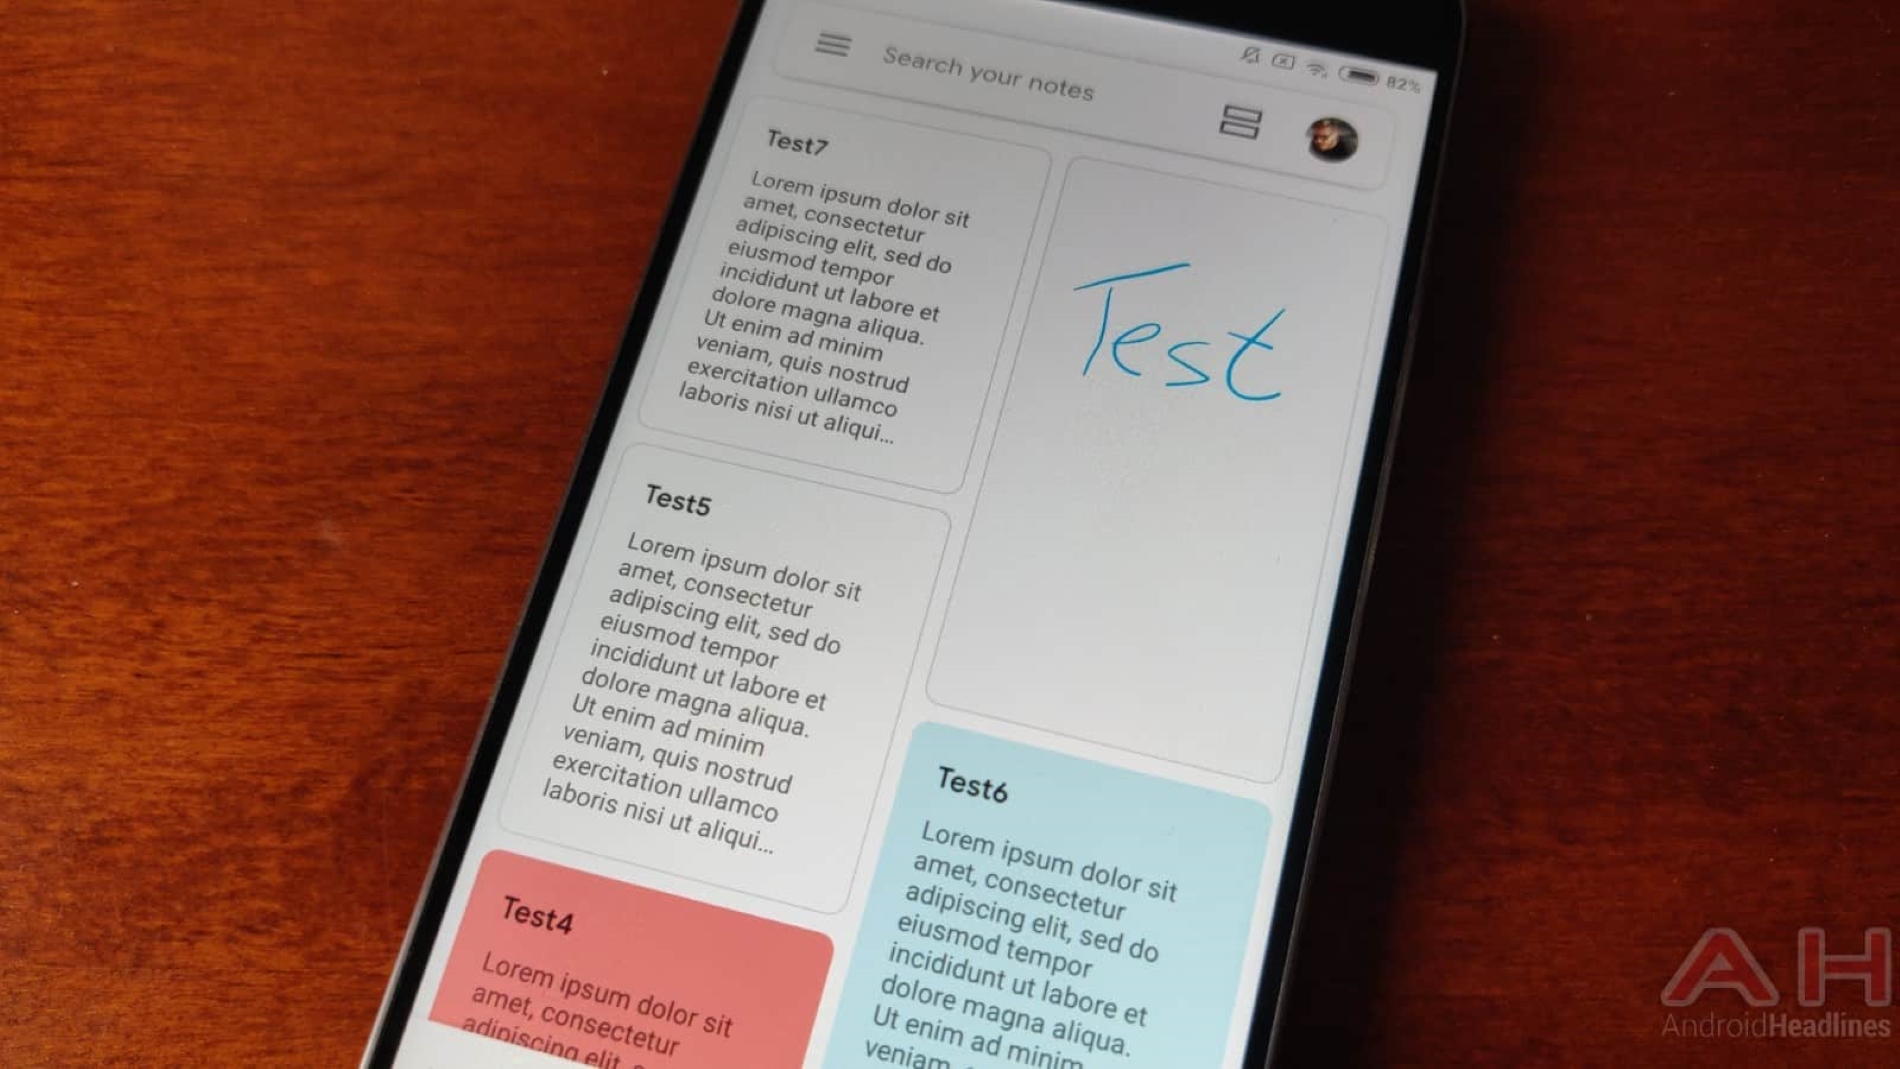 82%
Search your notes
Test7
Lorem ipsum dolor sit
amet, consectetur
adipiscing elit, sed do
eiusmod tempor
incididunt ut labore et
dolore magna aliqua.
Ut enim ad minim
veniam, quis nostrud
exercitation ullamco
laboris nisi ut aliqui...
Test
Test5
Lorem ipsum dolor sit
amet, consectetur
adipiscing elit, sed do
eiusmod tempor
incididunt ut labore et
dolore magna aliqua.
Ut enim ad minim
veniam, quis nostrud
exercitation ullamco
laboris nisi ut aliqui...
Test6
Lorem ipsum dolor sit
amet, consectetur
adipiscing elit, sed do
eiusmod tempor
incididunt ut labore et
dolore magna aliqua.
Ut enim ad minim
veniam,
Test4
Lorem ipsum dolor sit
amet, consectetur
adipiscing elit,
AH
AndroidHeadlines